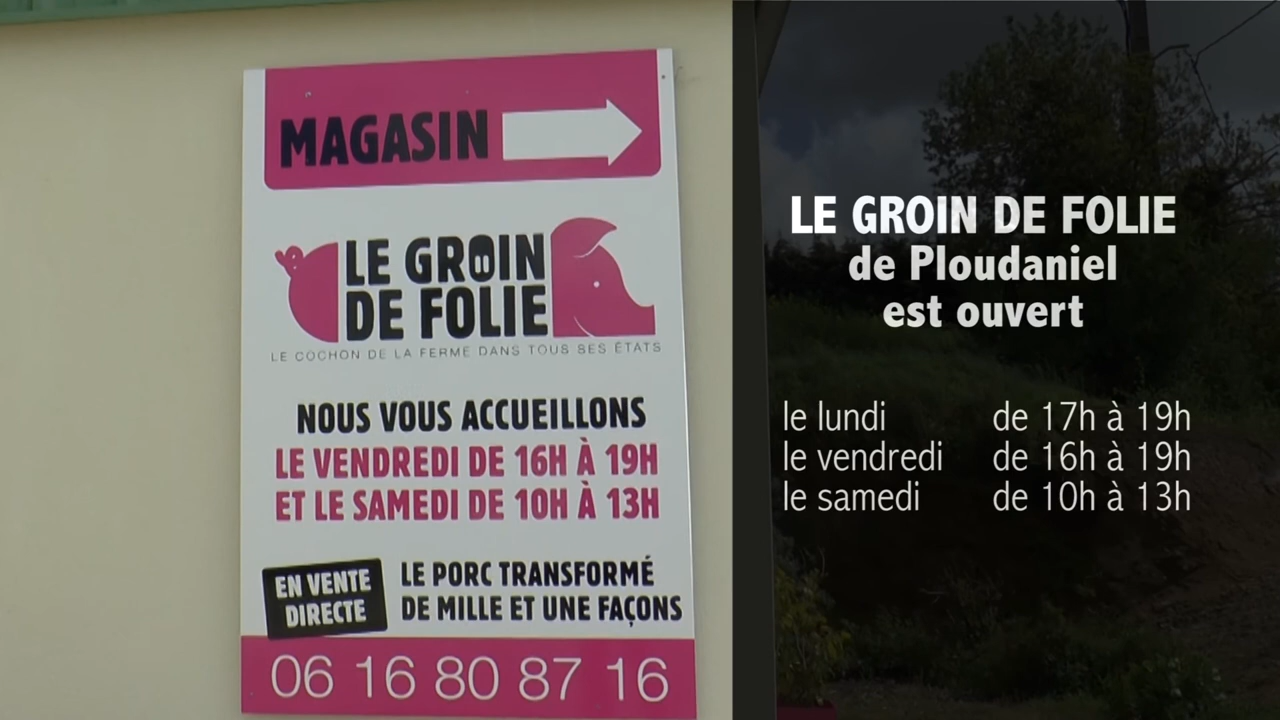 MAGASIN
LE GROIN
DE FOLIE
LE COCHON DE LA FERME DANS TOUS SES ÉTATS
NOUS VOUS ACCUEILLONS
LE VENDREDI DE 16H À 19H
ET LE SAMEDI DE 10H À 13H
EN VENTE
DIRECTE
LE PORC TRANSFORMÉ
DE MILLE ET UNE FAÇONS
06 16 80 87 16
LE GROIN DE FOLIE
de Ploudaniel
est ouvert
le lundi de 17h à 19h
le vendredi de 16h à 19h
le samedi de 10h à 13h